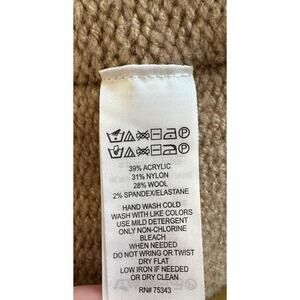 39% ACRYLIC
31% NYLON
28% WOOL
2% SPANDEX/ELASTANE
HAND WASH COLD
WASH WITH LIKE COLORS
USE MILD DETERGENT
ONLY NON-CHLORINE
BLEACH
WHEN NEEDED
DO NOT WRING OR TWIST
DRY FLAT
LOW IRON IF NEEDED
OR DRY CLEAN
RN# 75343